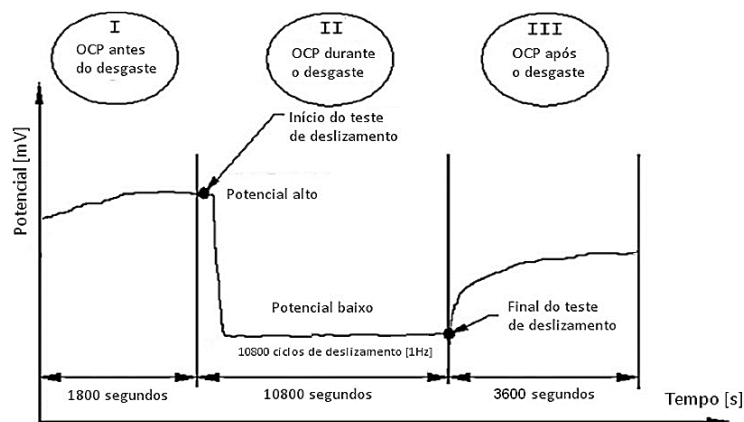 I
OCP antes
do desgaste
II
OCP durante
o desgaste
III
OCP após
o desgaste
Potencial [mV]
Início do teste
de deslizamento
Potencial alto
Potencial baixo
Final do teste
de deslizamento
10800 ciclos de deslizamento [1Hz]
1800 segundos
10800 segundos
3600 segundos
Tempo [s]